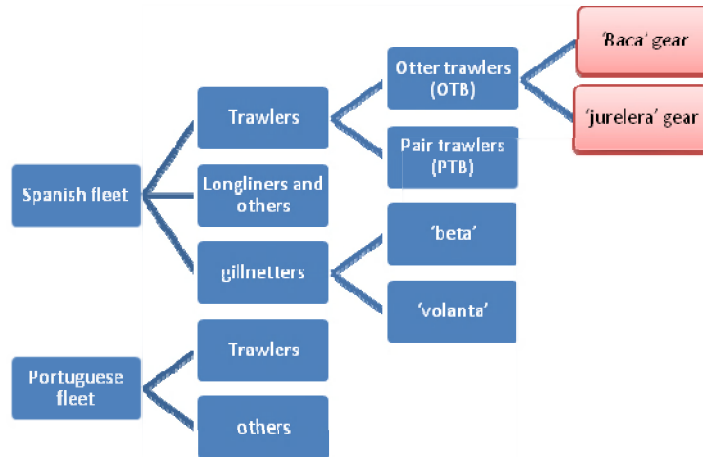 'Baca' gear
Otter trawlers
(OTB)
'jurelera' gear
Trawlers
Pair trawlers
(PTB)
Longliners and
others
Spanish fleet
'beta'
gillnetters
'volanta'
Trawlers
Portuguese
fleet
others